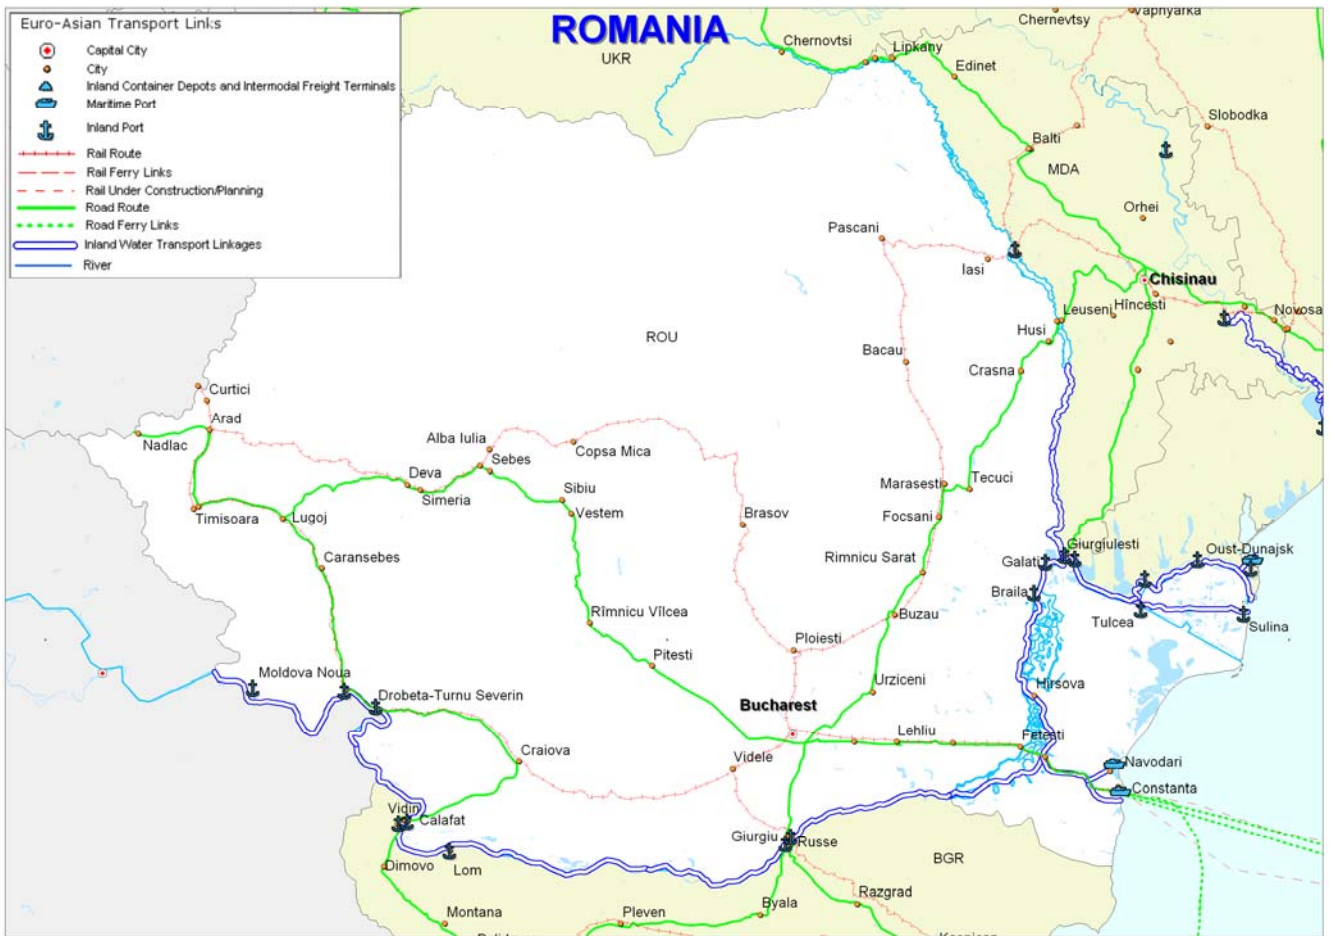 Euro-Asian Transport Links
Capital City
City
Inland Container Depots and Intermodal Freight Terminals
Maritime Port
Inland Port
Rail Route
Rail Ferry Links
Rail Under Construction/Planning
Road Route
Road Ferry Links
Inland Water Transport Linkages
River
ROMANIA
UKR
Chernovtsi
Lipkany
Edinet
Chernevtsy
Vapnyarka
Slobodka
Balti
MDA
Orhei
Pascani
Iasi
Chisinau
Leuseni
Hîncesti
Novosa
Husi
ROU
Bacau
Crasna
Curtici
Arad
Nadlac
Alba Iulia
Copsa Mica
Sebes
Deva
Simeria
Sibiu
Vestem
Marasesti
Tecuci
Timisoara
Lugoj
Brasov
Focsani
Caransebes
Rimnicu Sarat
Giurgiulesti
Oust-Dunajsk
Galati
Braila
Rîmnicu Vîlcea
Buzau
Tulcea
Sulina
Ploiesti
Pitesti
Moldova Noua
Drobeta-Turnu Severin
Urziceni
Hirsova
Bucharest
Lehliu
Fetesti
Craiova
Videle
Navodari
Constanta
Vidin
Calafat
Giurgiu
Russe
Dimovo
Lom
BGR
Razgrad
Montana
Pleven
Byala